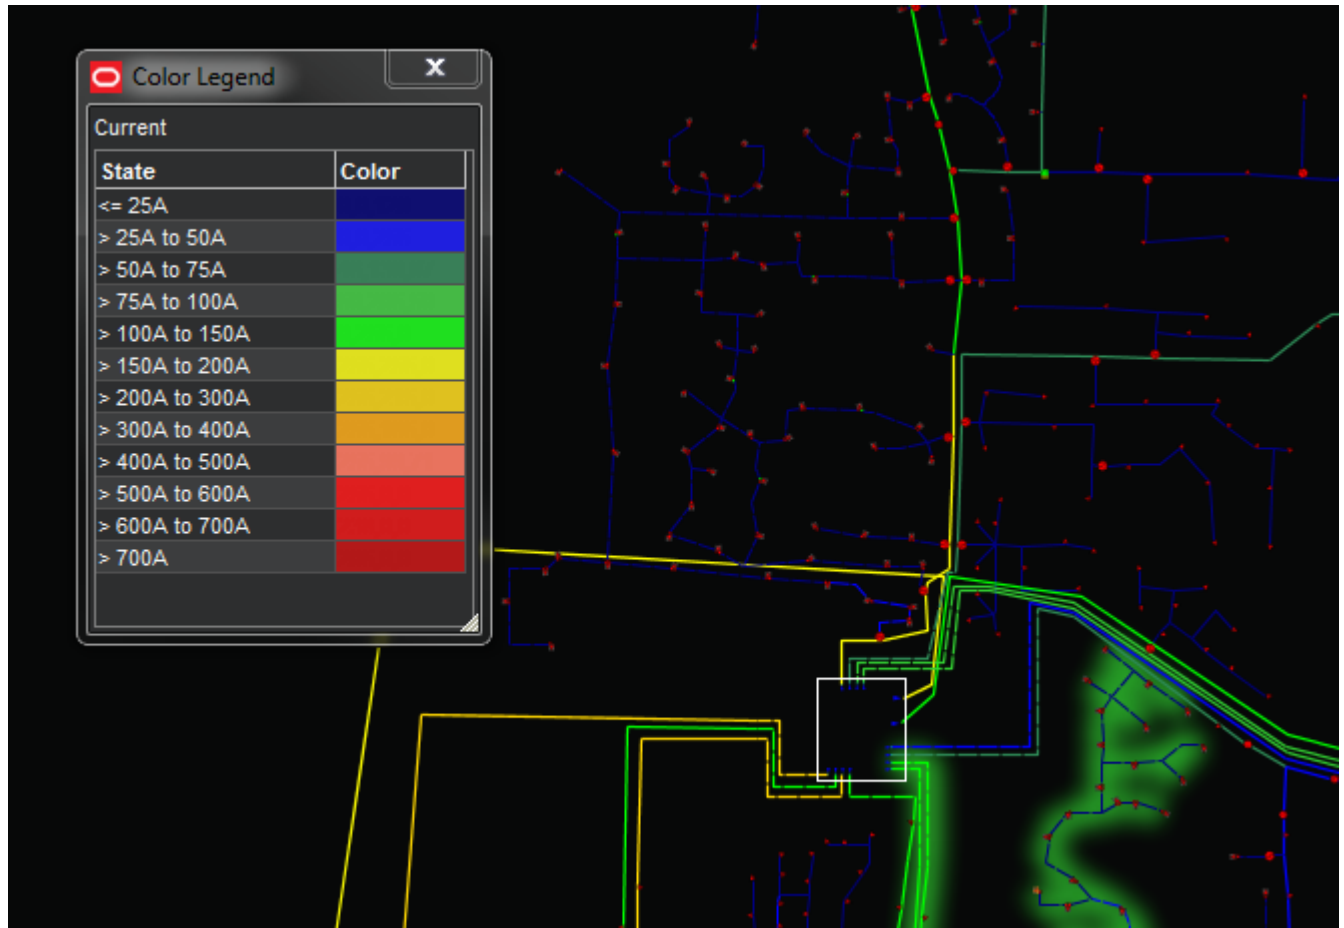 Color Legend
X
Current
State Color
<= 25A
> 25A to 50A
> 50A to 75A
> 75A to 100A
> 100A to 150A
> 150A to 200A
> 200A to 300A
> 300A to 400A
> 400A to 500A
> 500A to 600A
> 600A to 700A
> 700A